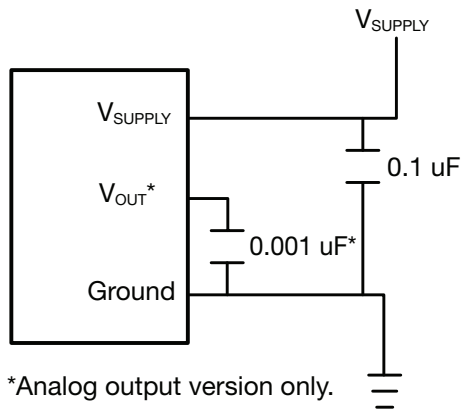 VSUPPLY
VSUPPLY
0.1 uF
VOUT*
0.001 uF*
Ground
*Analog output version only.